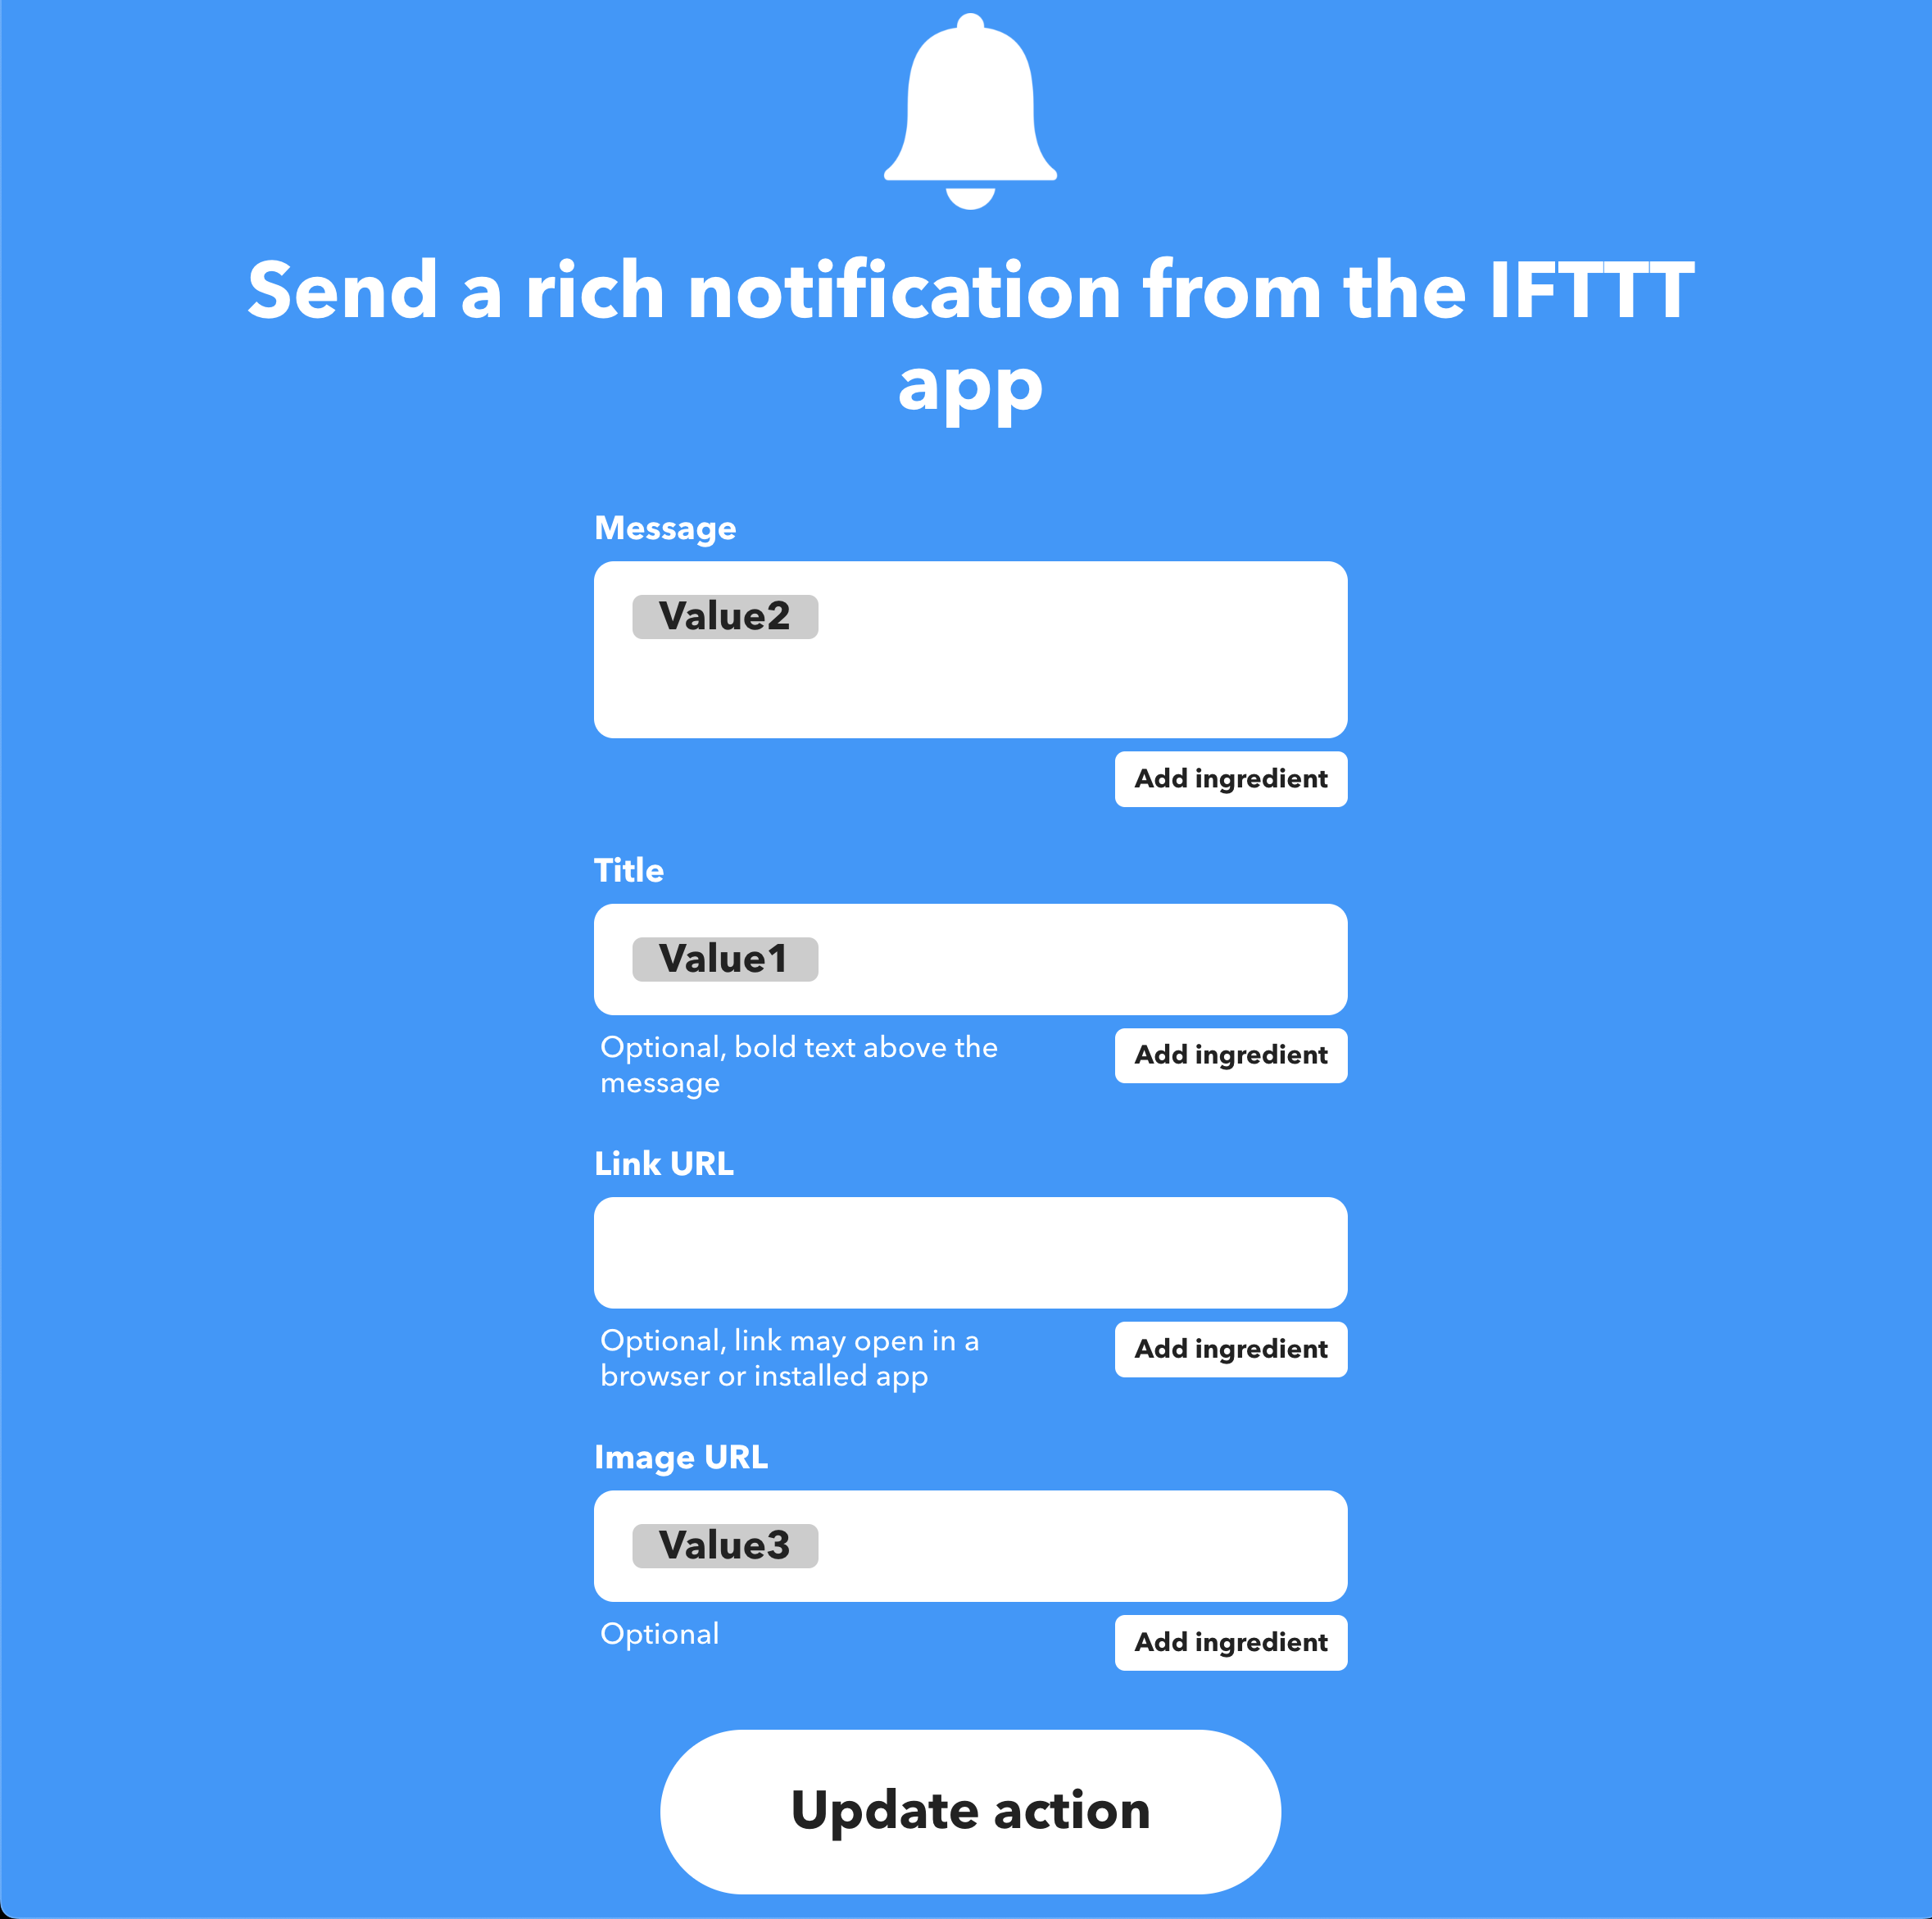 Send a rich notification from the IFTTT
app
Message
Value2
Add ingredient
Title
Value1
Optional, bold text above the
message
Add ingredient
Link URL
Optional, link may open in a
browser or installed app
Add ingredient
Image URL
Value3
Optional
Add ingredient
Update action